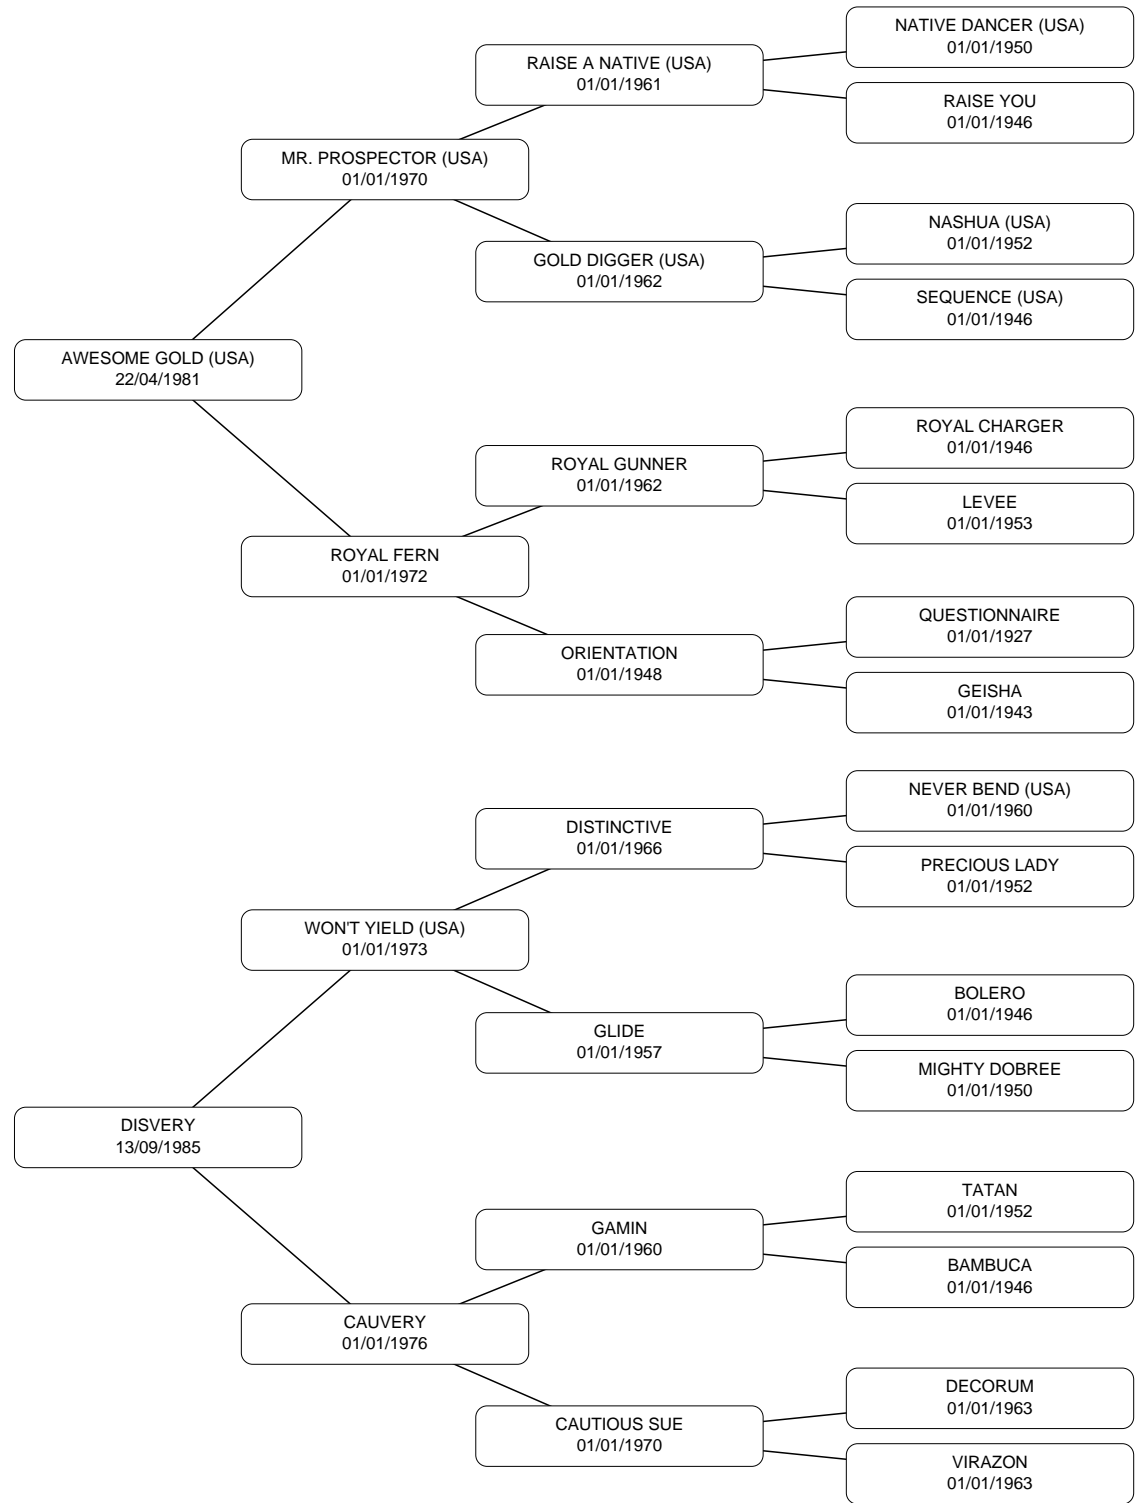 NATIVE DANCER (USA)
01/01/1950
RAISE A NATIVE (USA)
01/01/1961
RAISE YOU
01/01/1946
MR. PROSPECTOR (USA)
01/01/1970
NASHUA (USA)
01/01/1952
GOLD DIGGER (USA)
01/01/1962
SEQUENCE (USA)
01/01/1946
AWESOME GOLD (USA)
22/04/1981
ROYAL CHARGER
01/01/1946
ROYAL GUNNER
01/01/1962
LEVEE
01/01/1953
ROYAL FERN
01/01/1972
QUESTIONNAIRE
01/01/1927
ORIENTATION
01/01/1948
GEISHA
01/01/1943
NEVER BEND (USA)
01/01/1960
DISTINCTIVE
01/01/1966
PRECIOUS LADY
01/01/1952
WON'T YIELD (USA)
01/01/1973
BOLERO
01/01/1946
GLIDE
01/01/1957
MIGHTY DOBREE
01/01/1950
DISVERY
13/09/1985
TATAN
01/01/1952
GAMIN
01/01/1960
BAMBUCA
01/01/1946
CAUVERY
01/01/1976
DECORUM
01/01/1963
CAUTIOUS SUE
01/01/1970
VIRAZON
01/01/1963